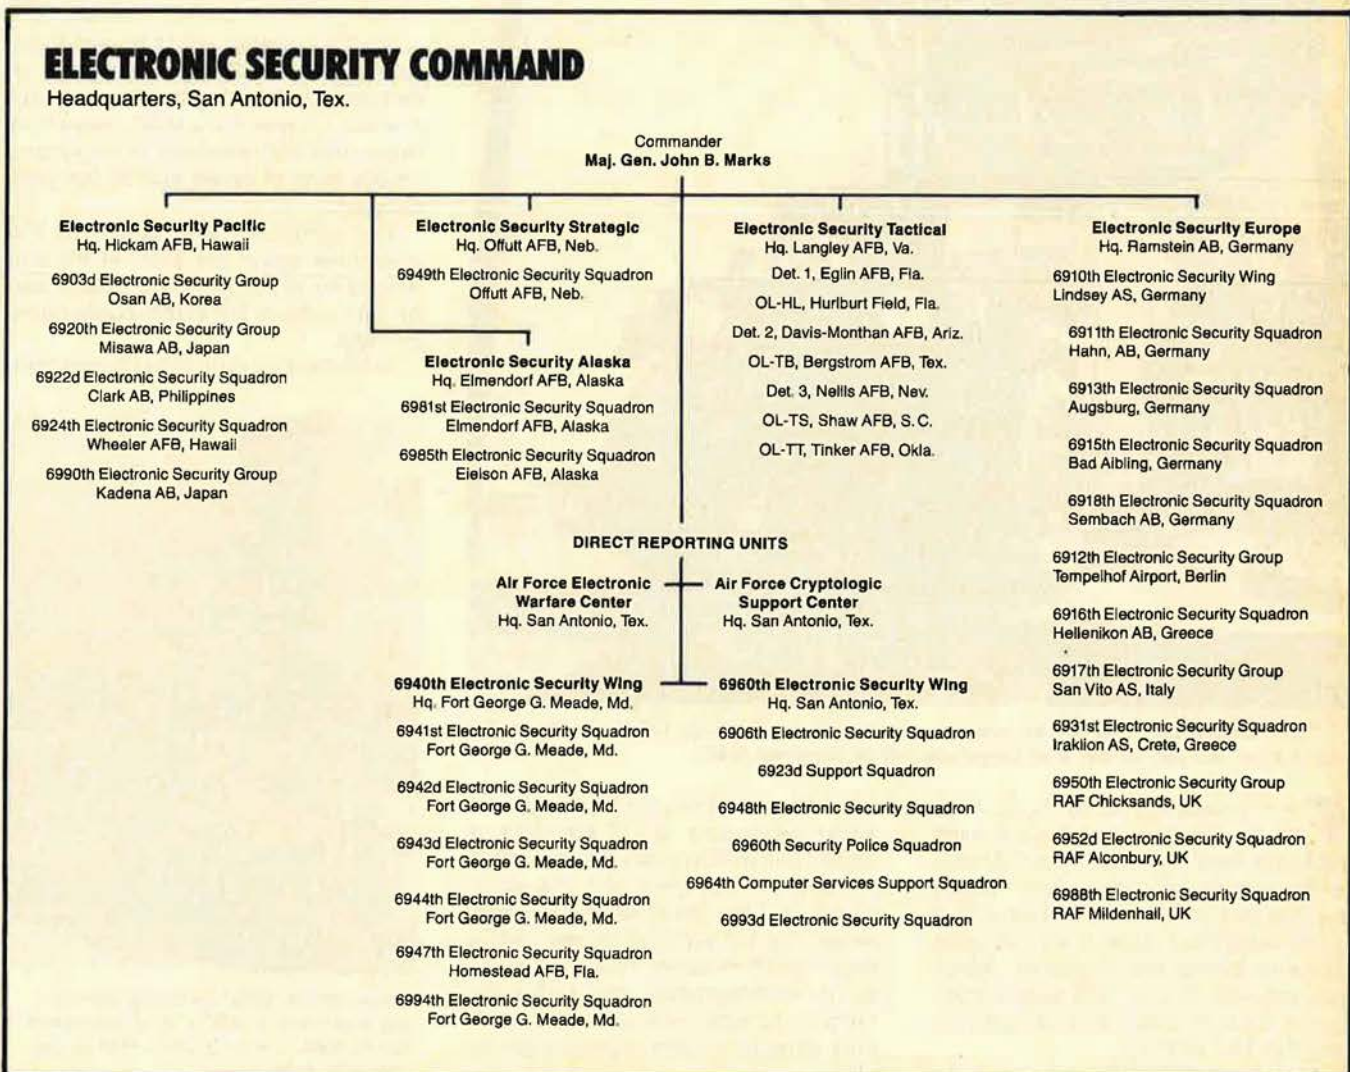 ELECTRONIC SECURITY COMMAND
Headquarters, San Antonio, Tex.
Commander
Maj. Gen. John B. Marks
Electronic Security Pacific
Hq. Hickam AFB, Hawaii
6903d Electronic Security Group
Osan AB, Korea
6920th Electronic Security Group
Misawa AB, Japan
6922d Electronic Security Squadron
Clark AB, Philippines
6924th Electronic Security Squadron
Wheeler AFB, Hawaii
6990th Electronic Security Group
Kadena AB, Japan
Electronic Security Strategic
Hq. Offutt AFB, Neb.
6949th Electronic Security Squadron
Offutt AFB, Neb.
Electronic Security Alaska
Hq. Elmendorf AFB, Alaska
6981st Electronic Security Squadron
Elmendorf AFB, Alaska
6985th Electronic Security Squadron
Eielson AFB, Alaska
Electronic Security Tactical
Hq. Langley AFB, Va.
Det. 1, Eglin AFB, Fla.
OL-HL, Hurlburt Field, Fla.
Det. 2, Davis-Monthan AFB, Ariz.
OL-TB, Bergstrom AFB, Tex.
Det. 3, Nellis AFB, Nev.
OL-TS, Shaw AFB, S.C.
OL-TT, Tinker AFB, Okla.
Electronic Security Europe
Hq. Ramstein AB, Germany
6910th Electronic Security Wing
Lindsey AS, Germany
6911th Electronic Security Squadron
Hahn, AB, Germany
6913th Electronic Security Squadron
Augsburg, Germany
6915th Electronic Security Squadron
Bad Aibling, Germany
6918th Electronic Security Squadron
Sembach AB, Germany
6912th Electronic Security Group
Tempelhof Airport, Berlin
6916th Electronic Security Squadron
Hellenikon AB, Greece
6917th Electronic Security Group
San Vito AS, Italy
6931st Electronic Security Squadron
Iraklion AS, Crete, Greece
6950th Electronic Security Group
RAF Chicksands, UK
6952d Electronic Security Squadron
RAF Alconbury, UK
6988th Electronic Security Squadron
RAF Mildenhall, UK
DIRECT REPORTING UNITS
Air Force Electronic
Warfare Center
Hq. San Antonio, Tex.
Air Force Cryptologic
Support Center
Hq. San Antonio, Tex.
6940th Electronic Security Wing
Hq. Fort George G. Meade, Md.
6941st Electronic Security Squadron
Fort George G. Meade, Md.
6942d Electronic Security Squadron
Fort George G. Meade, Md.
6943d Electronic Security Squadron
Fort George G. Meade, Md.
6944th Electronic Security Squadron
Fort George G. Meade, Md.
6947th Electronic Security Squadron
Homestead AFB, Fla.
6994th Electronic Security Squadron
Fort George G. Meade, Md.
6960th Electronic Security Wing
Hq. San Antonio, Tex.
6906th Electronic Security Squadron
6923d Support Squadron
6948th Electronic Security Squadron
6960th Security Police Squadron
6964th Computer Services Support Squadron
6993d Electronic Security Squadron